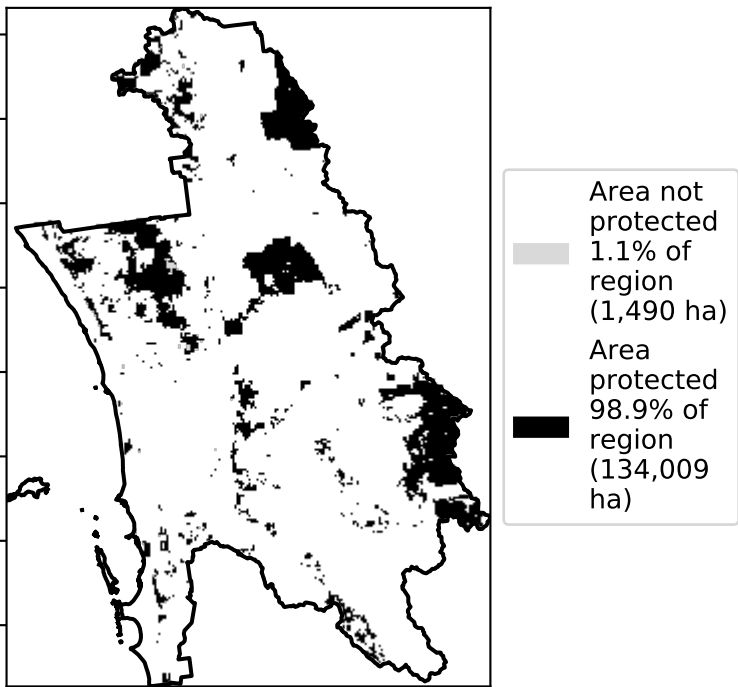 Area not
protected
1.1% of
region
(1,490 ha)
Area
protected
98.9% of
region
(134,009
ha)